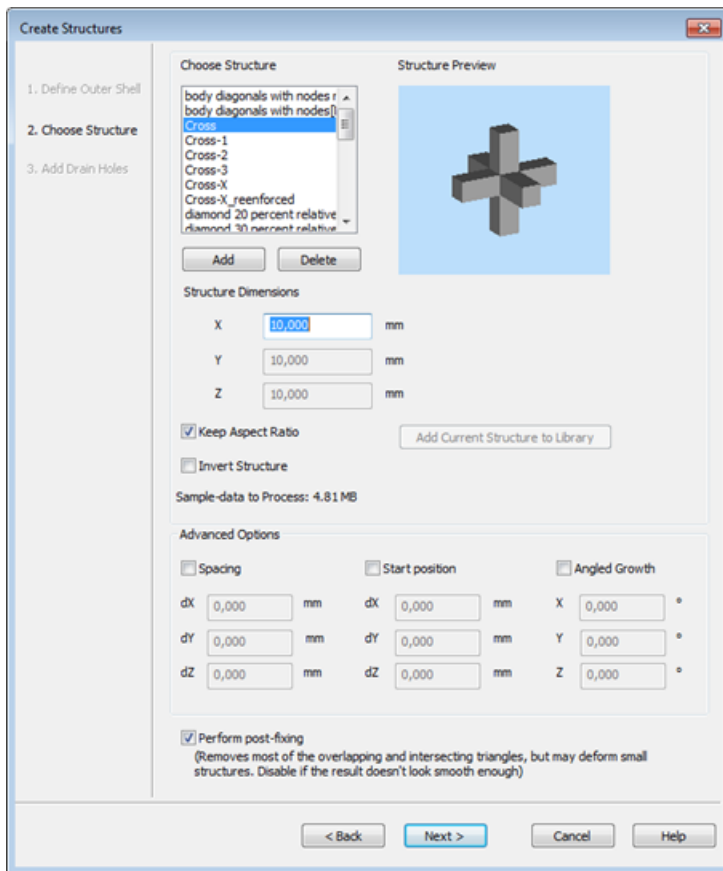 Create Structures
1. Define Outer Shell
2. Choose Structure
3. Add Drain Holes
Choose Structure
body diagonals with nodes r
body diagonals with nodes[
Cross
Cross-1
Cross-2
Cross-3
Cross-X
Cross-X_reenforced
diamond 20 percent relative
diamond 30 percent relative
Add
Delete
Structure Preview
Structure Dimensions
X 10,000 mm
Y 10,000 mm
Z 10,000 mm
Keep Aspect Ratio
Add Current Structure to Library
Invert Structure
Sample-data to Process: 4.81 MB
Advanced Options
Spacing
dX 0,000 mm
dY 0,000 mm
dZ 0,000 mm
Start position
dX 0,000 mm
dY 0,000 mm
dZ 0,000 mm
Angled Growth
X 0,000 °
Y 0,000 °
Z 0,000 °
Perform post-fixing
(Removes most of the overlapping and intersecting triangles, but may deform small
structures. Disable if the result doesn't look smooth enough)
< Back
Next >
Cancel
Help